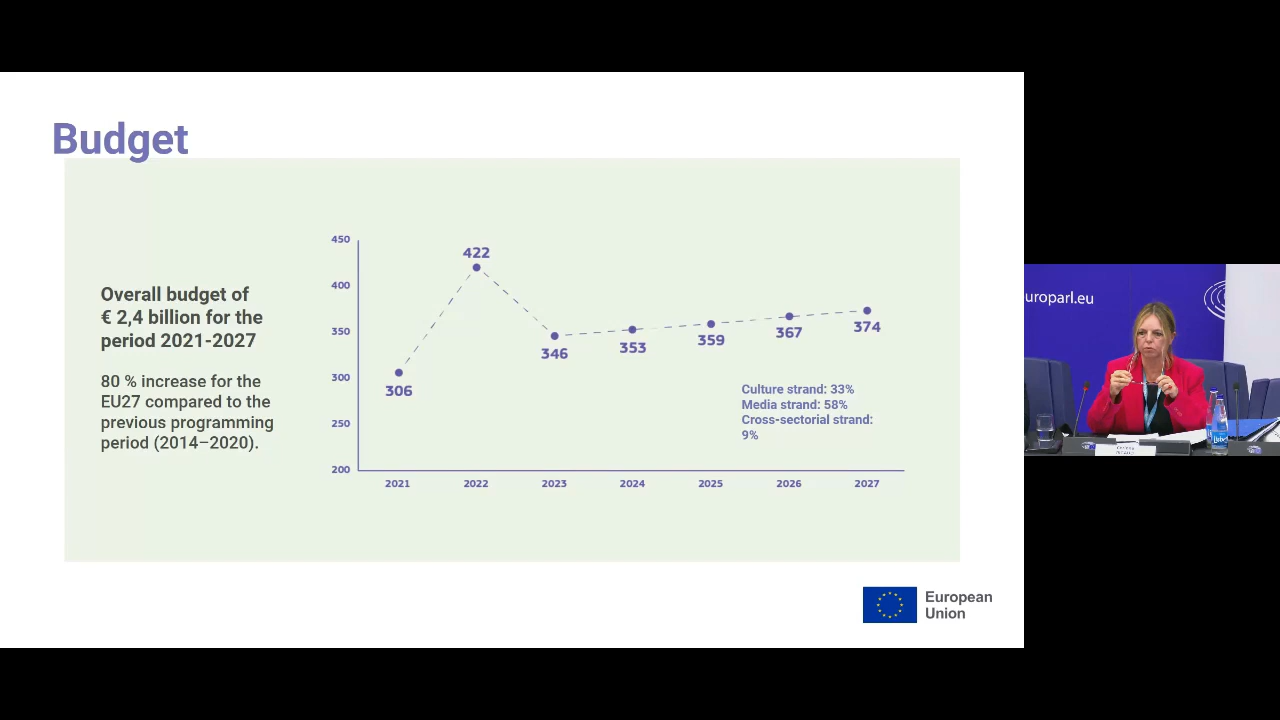 Budget
Overall budget of
€ 2,4 billion for the
period 2021-2027
80 % increase for the
EU27 compared to the
previous programming
period (2014–2020).
450
400
350
300
250
200
306
422
346
353
359
367
374
Culture strand: 33%
Media strand: 58%
Cross-sectorial strand:
9%
2021 2022 2023 2024 2025 2026 2027
European
Union
uroparl.eu